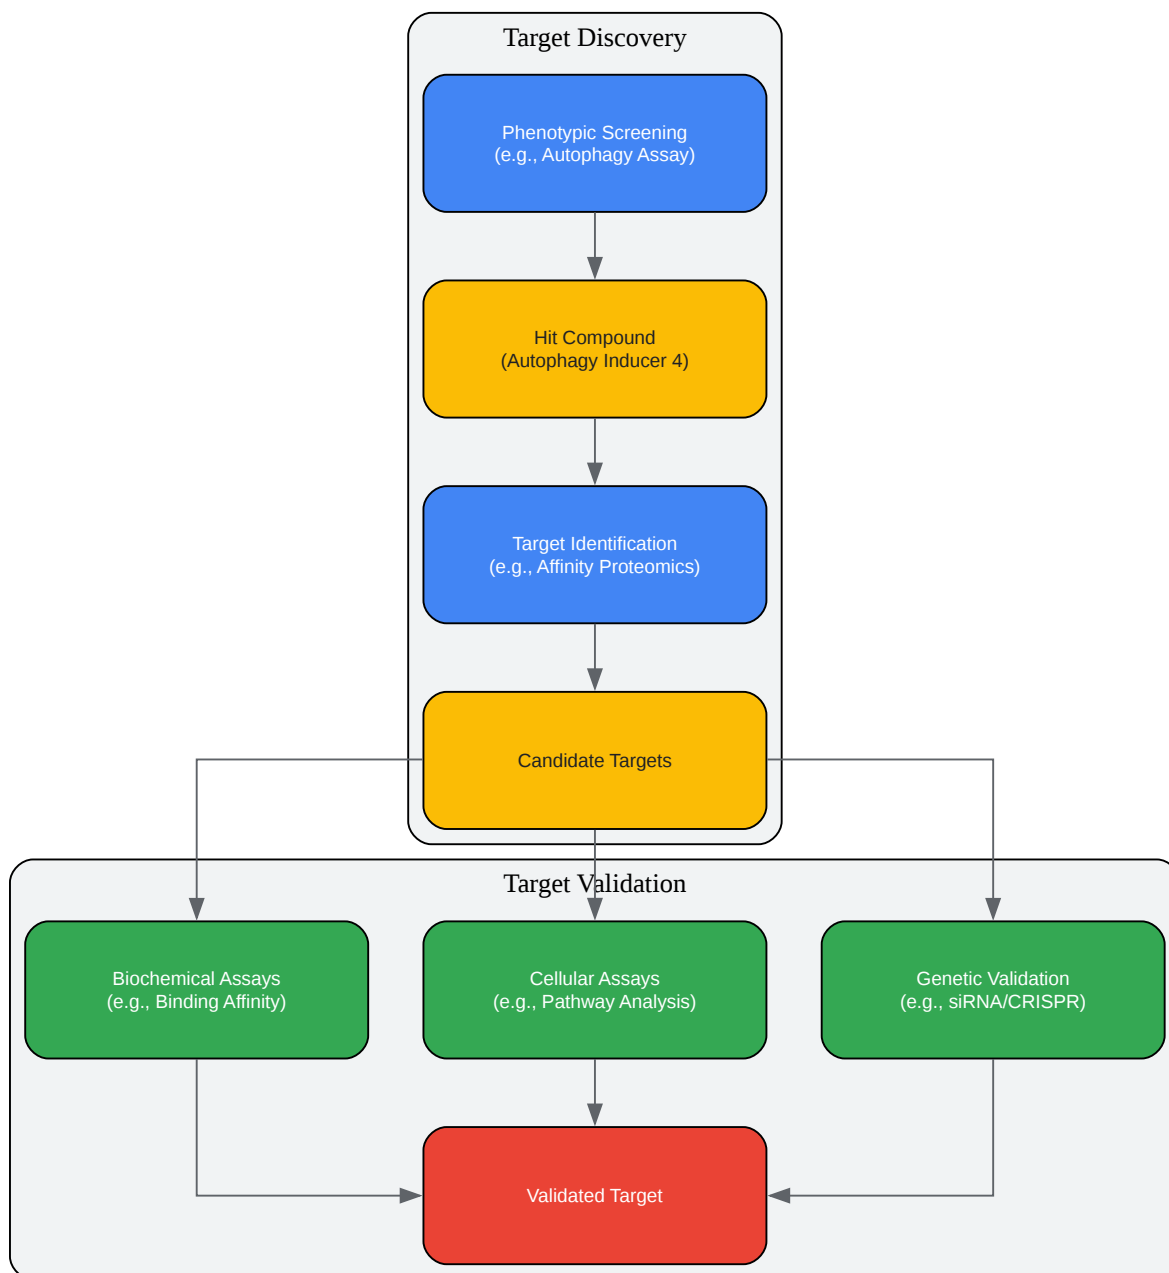 Target Discovery
Phenotypic Screening
(e.g., Autophagy Assay)
Hit Compound
(Autophagy Inducer 4)
Target Identification
(e.g., Affinity Proteomics)
Candidate Targets
Target Validation
Biochemical Assays
(e.g., Binding Affinity)
Cellular Assays
(e.g., Pathway Analysis)
Genetic Validation
(e.g., siRNA/CRISPR)
Validated Target